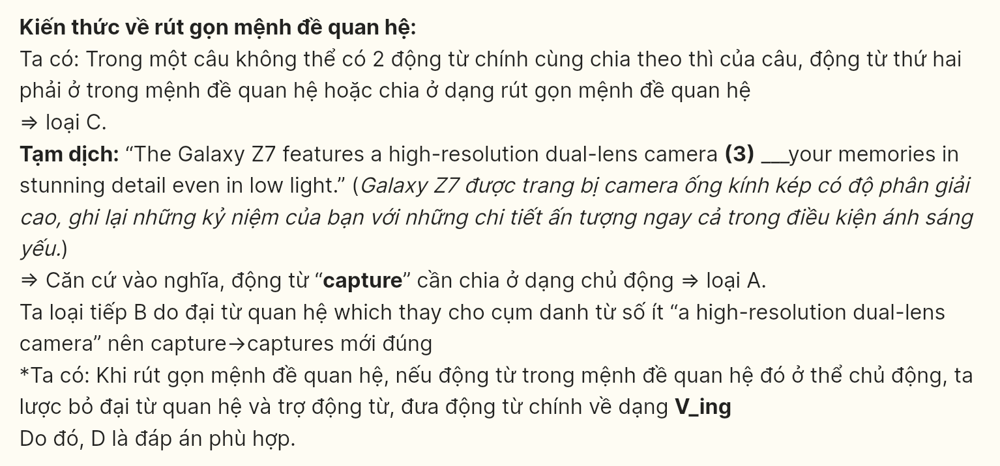 Kiến thức về rút gọn mệnh đề quan hệ:
Ta có: Trong một câu không thể có 2 động từ chính cùng chia theo thì của câu, động từ thứ hai
phải ở trong mệnh đề quan hệ hoặc chia ở dạng rút gọn mệnh đề quan hệ
⇒ loại C.
Tạm dịch: “The Galaxy Z7 features a high-resolution dual-lens camera (3) ___your memories in
stunning detail even in low light.” (Galaxy Z7 được trang bị camera ống kính kép có độ phân giải
cao, ghi lại những kỷ niệm của bạn với những chi tiết ấn tượng ngay cả trong điều kiện ánh sáng
yếu.)
⇒ Căn cứ vào nghĩa, động từ “capture” cần chia ở dạng chủ động ⇒ loại A.
Ta loại tiếp B do đại từ quan hệ which thay cho cụm danh từ số ít “a high-resolution dual-lens
camera” nên capture→captures mới đúng
*Ta có: Khi rút gọn mệnh đề quan hệ, nếu động từ trong mệnh đề quan hệ đó ở thể chủ động, ta
lược bỏ đại từ quan hệ và trợ động từ, đưa động từ chính về dạng V_ing
Do đó, D là đáp án phù hợp.